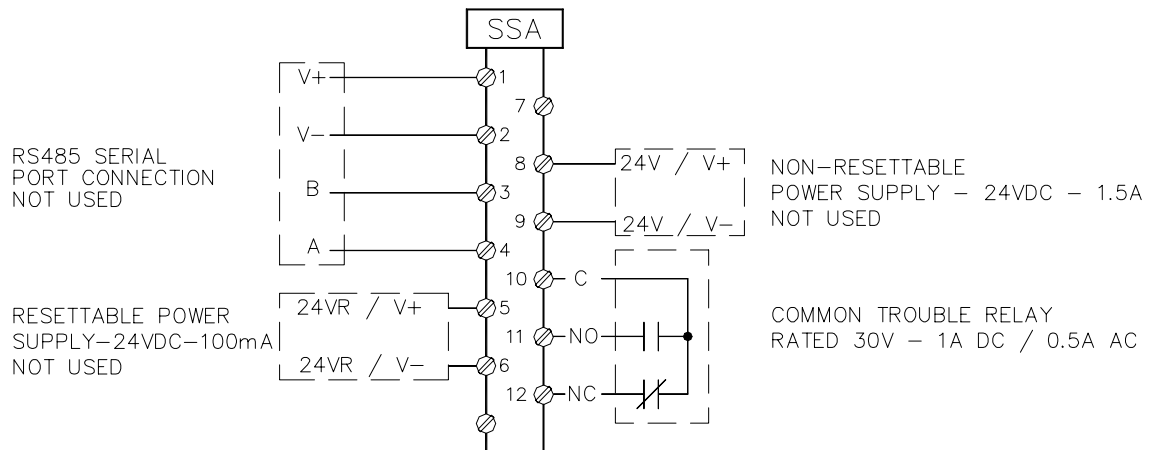 SSA
V+
1
7
V-
2
8
24V / V+
RS485 SERIAL
PORT CONNECTION
NOT USED
B
3
NON-RESETTABLE
POWER SUPPLY - 24VDC - 1.5A
NOT USED
9
24V / V-
A
4
10
C
RESETTABLE POWER
SUPPLY-24VDC-100mA
NOT USED
24VR / V+
5
11
NO
COMMON TROUBLE RELAY
RATED 30V - 1A DC / 0.5A AC
24VR / V-
6
12
NC